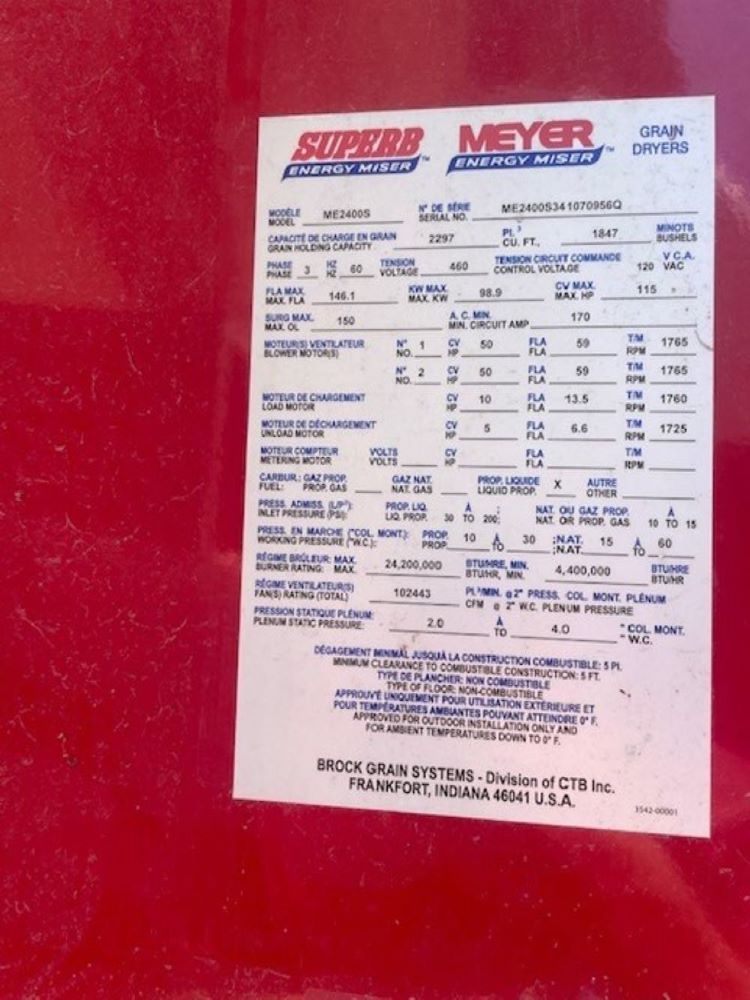 SUPERB ™ MEYER ™ GRAIN DRYERS
ENERGY MISER ENERGY MISER
MODÈLE N° DE SÉRIE
MODEL ME2400S SERIAL NO. ME2400S341070956Q
CAPACITÉ DE CHARGE EN GRAIN PI.³ MINOTS
GRAIN HOLDING CAPACITY 2297 CU. FT., 1847 BUSHELS
PHASE HZ TENSION TENSION CIRCUIT COMMANDE V C.A.
PHASE 3 HZ 60 VOLTAGE 460 CONTROL VOLTAGE 120 VAC
FLA MAX. KW MAX. CV MAX.
MAX. FLA 146.1 MAX. KW 98.9 MAX. HP 115
SURG MAX. A. C. MIN.
MAX. OL 150 MIN. CIRCUIT AMP. 170
MOTEUR(S) VENTILATEUR N° CV FLA T/M
BLOWER MOTOR(S) NO. 1 HP 50 FLA 59 RPM 1765
N° CV FLA T/M
NO. 2 HP 50 FLA 59 RPM 1765
MOTEUR DE CHARGEMENT CV FLA T/M
LOAD MOTOR HP 10 FLA 13.5 RPM 1760
MOTEUR DE DÉCHARGEMENT CV FLA T/M
UNLOAD MOTOR HP 5 FLA 6.6 RPM 1725
MOTEUR COMPTEUR VOLTS CV FLA T/M
METERING MOTOR VOLTS HP FLA RPM
CARBUR.: GAZ PROP. GAZ NAT. PROP. LIQUIDE AUTRE
FUEL: PROP. GAS NAT. GAS LIQUID PROP. X OTHER
PRESS. ADMISS. (L/P²): PROP. LIQ. À ; NAT. OU GAZ PROP. À
INLET PRESSURE (PSI): LIQ. PROP. 30 TO 200; NAT. OR PROP. GAS 10 TO 15
PRESS. EN MARCHE ("COL. MONT.): PROP. À ;NAT. À
WORKING PRESSURE ("W.C.): PROP. 10 TO 30 ;NAT. 15 TO 60
RÉGIME BRÛLEUR: MAX. BTU/HRE, MIN. BTU/HRE
BURNER RATING: MAX. 24,200,000 BTU/HR, MIN. 4,400,000 BTU/HR
RÉGIME VENTILATEUR(S) PI.³/MIN. @ 2" PRESS. COL. MONT. PLÉNUM
FAN(S) RATING (TOTAL) 102443 CFM @ 2" W.C. PLENUM PRESSURE
PRESSION STATIQUE PLÉNUM: À " COL. MONT.
PLENUM STATIC PRESSURE: 2.0 TO 4.0 " W.C.
DÉGAGEMENT MINIMAL JUSQUÀ LA CONSTRUCTION COMBUSTIBLE: 5 PI.
MINIMUM CLEARANCE TO COMBUSTIBLE CONSTRUCTION: 5 FT.
TYPE DE PLANCHER: NON COMBUSTIBLE
TYPE OF FLOOR: NON-COMBUSTIBLE
APPROUVÉ UNIQUEMENT POUR UTILISATION EXTÉRIEURE ET
POUR TEMPÉRATURES AMBIANTES POUVANT ATTEINDRE 0° F.
APPROVED FOR OUTDOOR INSTALLATION ONLY AND
FOR AMBIENT TEMPERATURES DOWN TO 0° F.
BROCK GRAIN SYSTEMS - Division of CTB Inc.
FRANKFORT, INDIANA 46041 U.S.A.
3542-00001